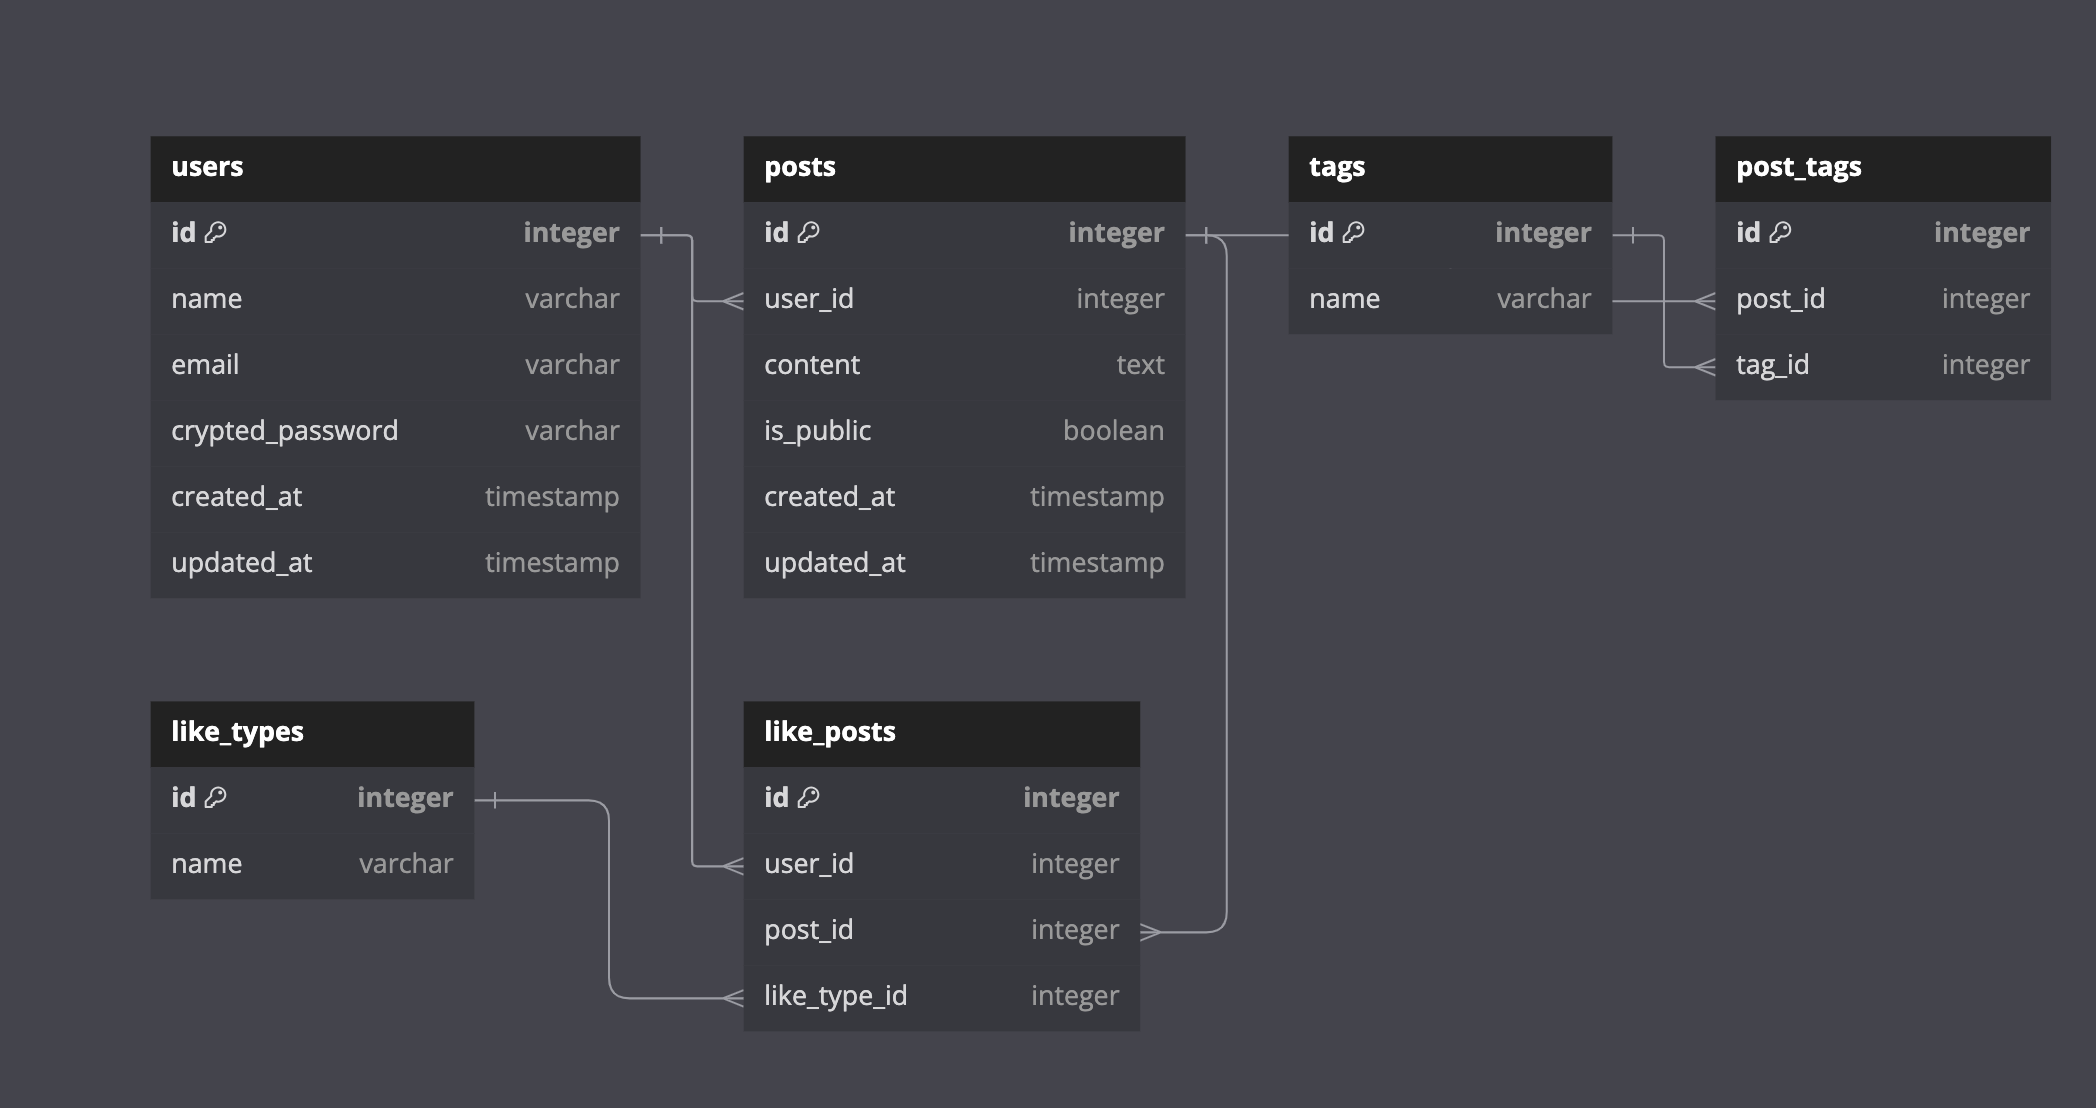 users
id integer
name varchar
email varchar
crypted_password varchar
created_at timestamp
updated_at timestamp
posts
id integer
user_id integer
content text
is_public boolean
created_at timestamp
updated_at timestamp
tags
id integer
name varchar
post_tags
id integer
post_id integer
tag_id integer
like_types
id integer
name varchar
like_posts
id integer
user_id integer
post_id integer
like_type_id integer